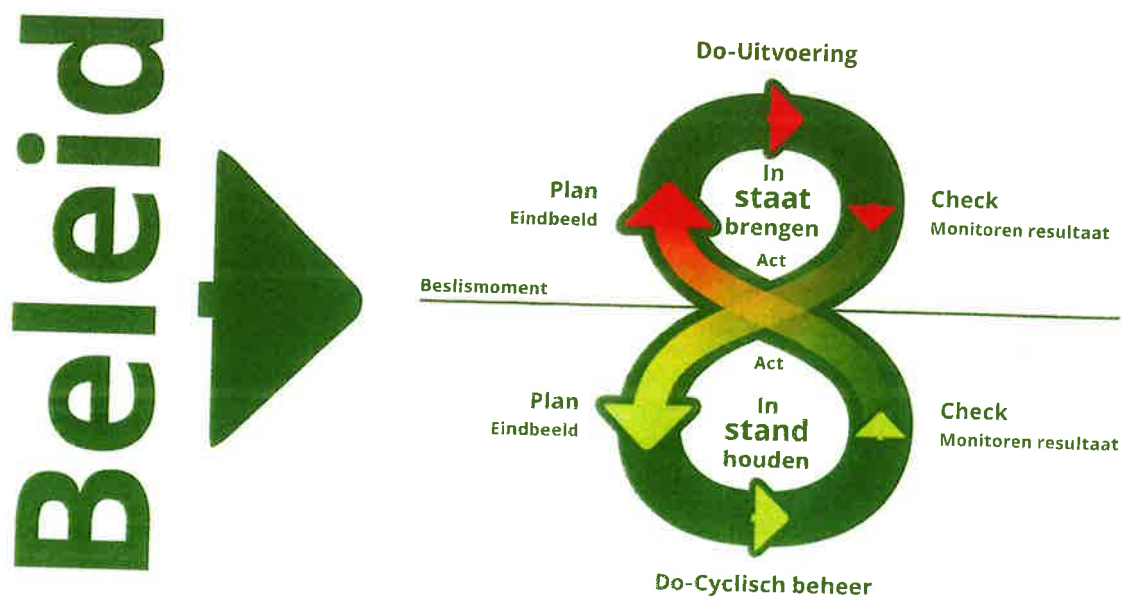 Beleid
Do-Uitvoering
Plan
Eindbeeld
In
staat
brengen
Act
Check
Monitoren resultaat
Beslismoment
Act
In
stand
houden
Plan
Eindbeeld
Check
Monitoren resultaat
Do-Cyclisch beheer